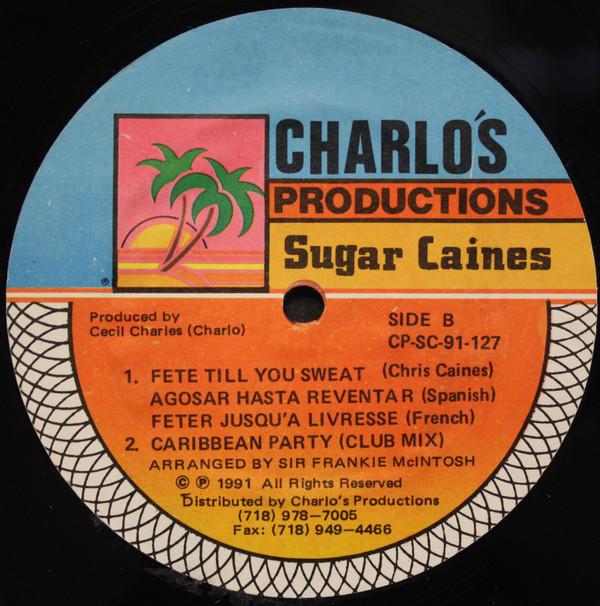 CHARLO'S
PRODUCTIONS
Sugar Caines
®
Produced by
Cecil Charles (Charlo)
SIDE B
CP-SC-91-127
1. FETE TILL YOU SWEAT (Chris Caines)
AGOSAR HASTA REVENTAR (Spanish)
FETER JUSQU'A LIVRESSE (French)
2. CARIBBEAN PARTY (CLUB MIX)
ARRANGED BY SIR FRANKIE McINTOSH
© ℗ 1991 All Rights Reserved
Distributed by Charlo's Productions
(718) 978-7005
Fax: (718) 949-4466